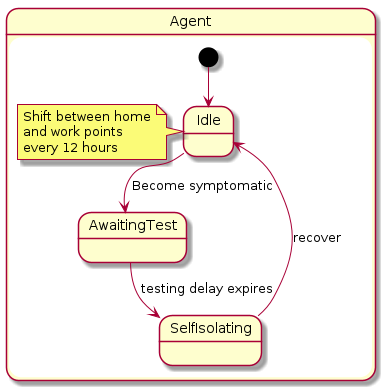 Agent
Idle
Shift between home
and work points
every 12 hours
Become symptomatic
AwaitingTest
recover
testing delay expires
SelfIsolating